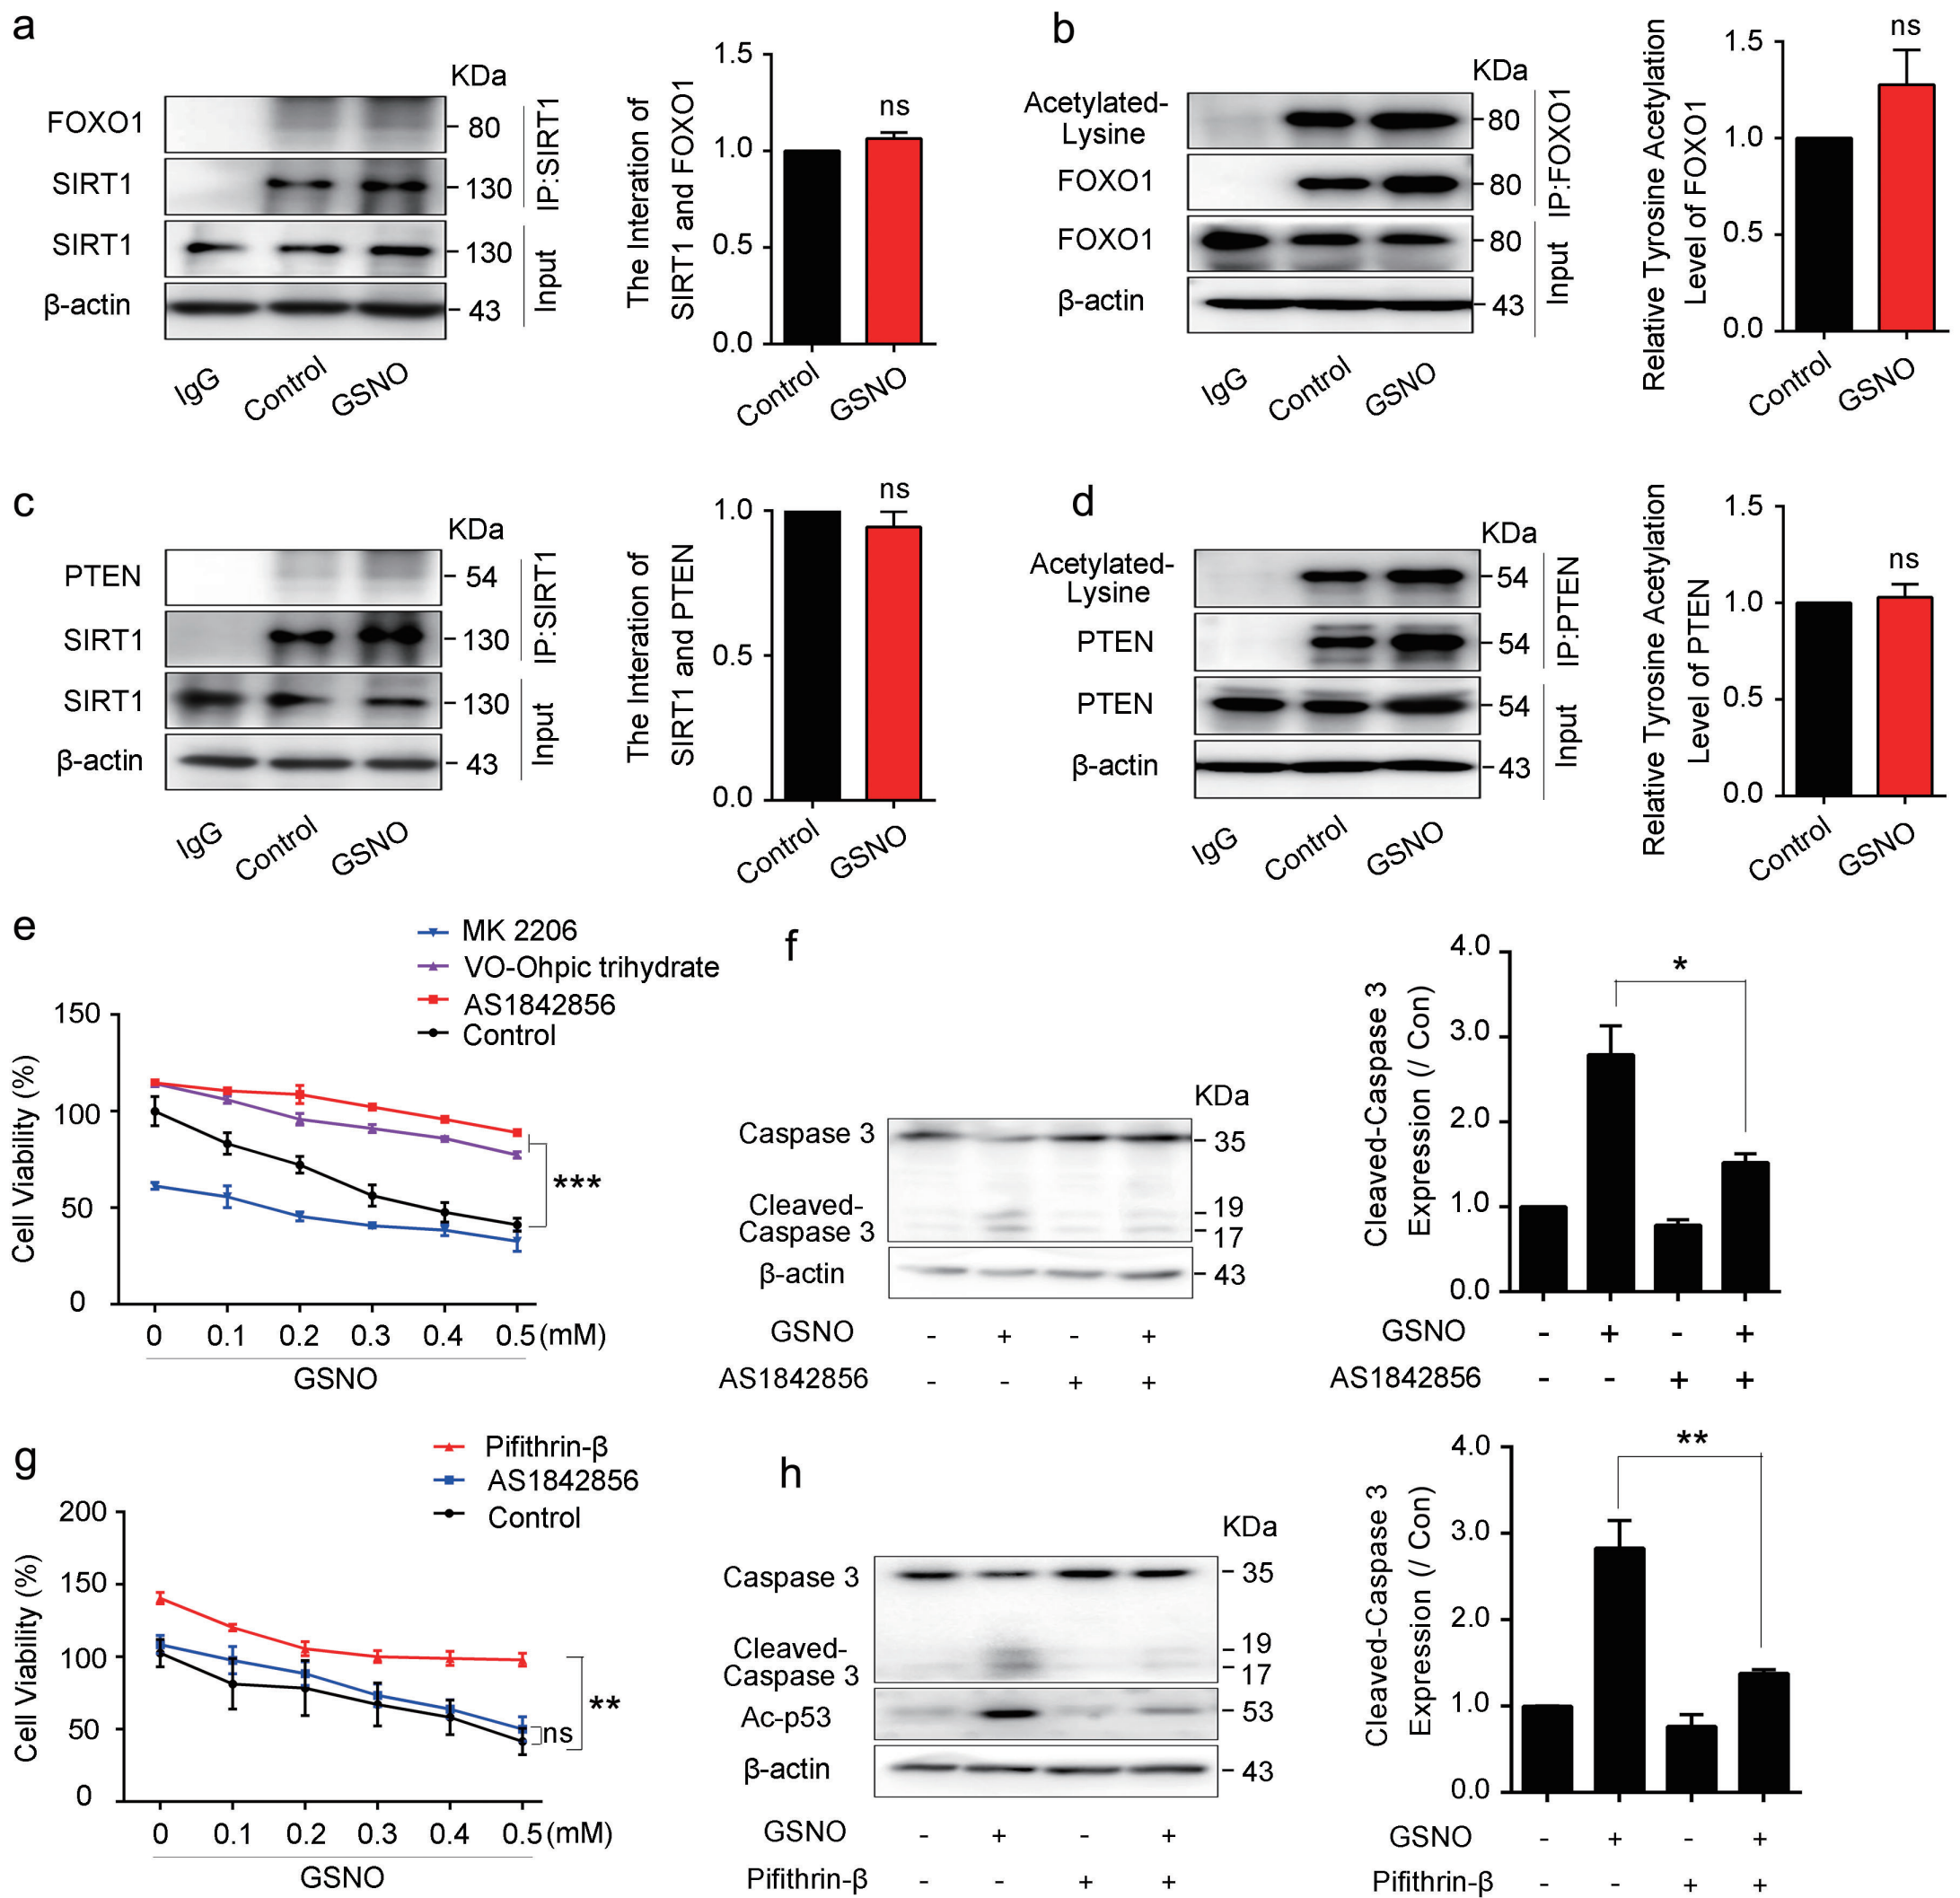 a
KDa
FOXO1
80
SIRT1
130
IP:SIRT1
SIRT1
130
β-actin
43
Input
IgG
Control
GSNO
The Interation of
SIRT1 and FOXO1
1.5
1.0
0.5
0.0
ns
Control
GSNO
b
KDa
Acetylated-
Lysine
80
FOXO1
80
IP:FOXO1
FOXO1
80
β-actin
43
Input
IgG
Control
GSNO
Relative Tyrosine Acetylation
Level of FOXO1
1.5
1.0
0.5
0.0
ns
Control
GSNO
c
KDa
PTEN
54
SIRT1
130
IP:SIRT1
SIRT1
130
β-actin
43
Input
IgG
Control
GSNO
The Interation of
SIRT1 and PTEN
1.0
0.5
0.0
ns
Control
GSNO
d
KDa
Acetylated-
Lysine
54
PTEN
54
IP:PTEN
PTEN
54
β-actin
43
Input
IgG
Control
GSNO
Relative Tyrosine Acetylation
Level of PTEN
1.5
1.0
0.5
0.0
ns
Control
GSNO
e
MK 2206
VO-Ohpic trihydrate
AS1842856
Control
Cell Viability (%)
150
100
50
0
***
0 0.1 0.2 0.3 0.4 0.5 (mM)
GSNO
f
KDa
Caspase 3
35
Cleaved-
Caspase 3
19
17
β-actin
43
GSNO - + - +
AS1842856 - - + +
Cleaved-Caspase 3
Expression (/ Con)
4.0
3.0
2.0
1.0
0.0
*
GSNO - + - +
AS1842856 - - + +
g
Pifithrin-β
AS1842856
Control
Cell Viability (%)
200
150
100
50
0
**
ns
0 0.1 0.2 0.3 0.4 0.5 (mM)
GSNO
h
KDa
Caspase 3
35
Cleaved-
Caspase 3
19
17
Ac-p53
53
β-actin
43
GSNO - + - +
Pifithrin-β - - + +
Cleaved-Caspase 3
Expression (/ Con)
4.0
3.0
2.0
1.0
0.0
**
GSNO - + - +
Pifithrin-β - - + +